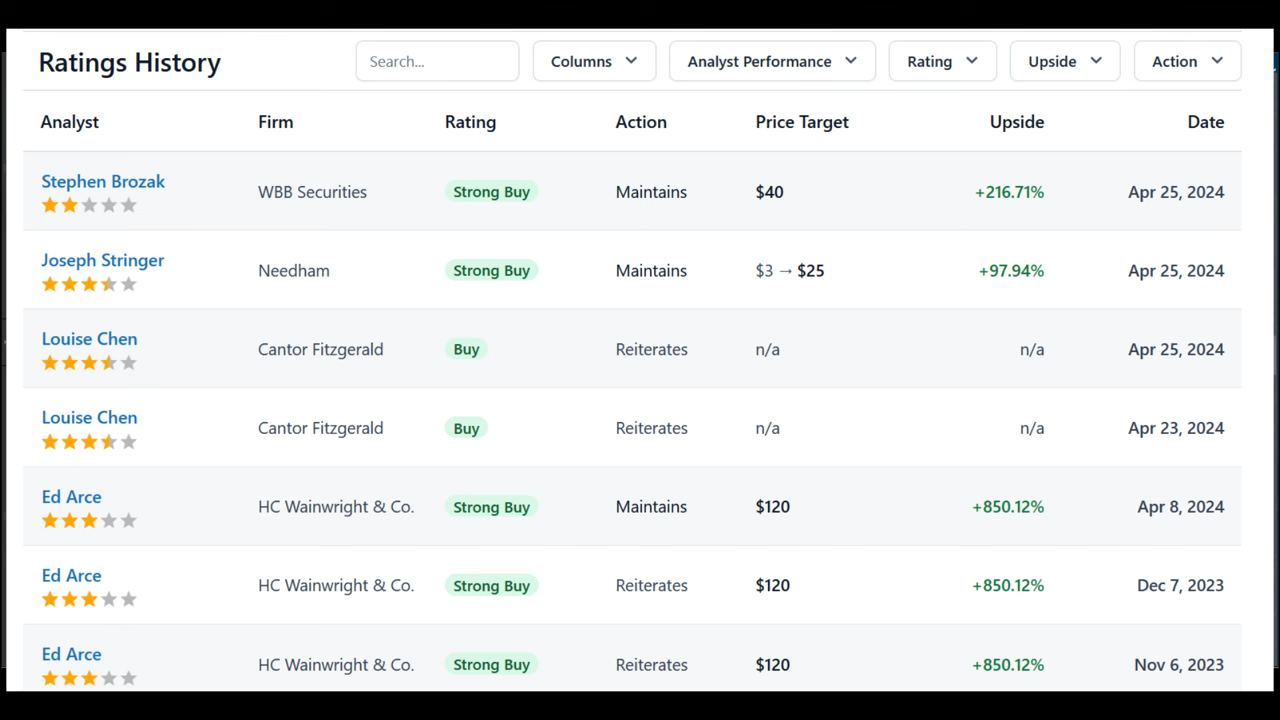 Ratings History
Search...
Columns
Analyst Performance
Rating
Upside
Action
Analyst Firm Rating Action Price Target Upside Date
Stephen Brozak
WBB Securities Strong Buy Maintains $40 +216.71% Apr 25, 2024
Joseph Stringer
Needham Strong Buy Maintains $3 → $25 +97.94% Apr 25, 2024
Louise Chen
Cantor Fitzgerald Buy Reiterates n/a n/a Apr 25, 2024
Louise Chen
Cantor Fitzgerald Buy Reiterates n/a n/a Apr 23, 2024
Ed Arce
HC Wainwright & Co. Strong Buy Maintains $120 +850.12% Apr 8, 2024
Ed Arce
HC Wainwright & Co. Strong Buy Reiterates $120 +850.12% Dec 7, 2023
Ed Arce
HC Wainwright & Co. Strong Buy Reiterates $120 +850.12% Nov 6, 2023